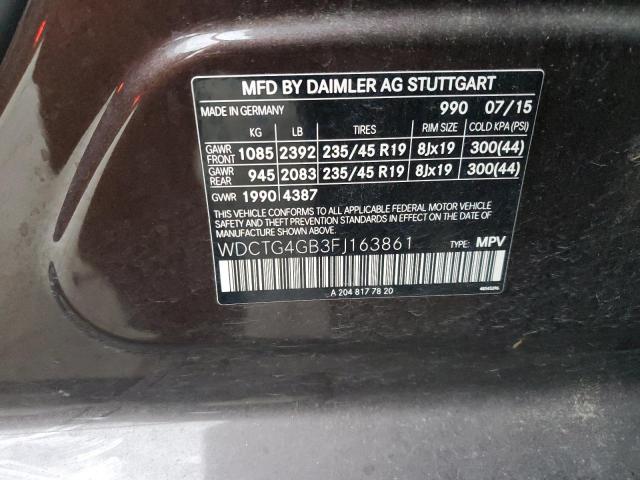 MFD BY DAIMLER AG STUTTGART
MADE IN GERMANY 990 07/15
KG LB TIRES RIM SIZE COLD KPA (PSI)
GAWR FRONT 1085 2392 235/45 R19 8Jx19 300(44)
GAWR REAR 945 2083 235/45 R19 8Jx19 300(44)
GVWR 1990 4387
THIS VEHICLE CONFORMS TO ALL APPLICABLE FEDERAL MOTOR VEHICLE
SAFETY AND THEFT PREVENTION STANDARDS IN EFFECT ON THE DATE OF
MANUFACTURE SHOWN ABOVE.
WDCTG4GB3FJ163861 TYPE: MPV
A 204 817 78 20